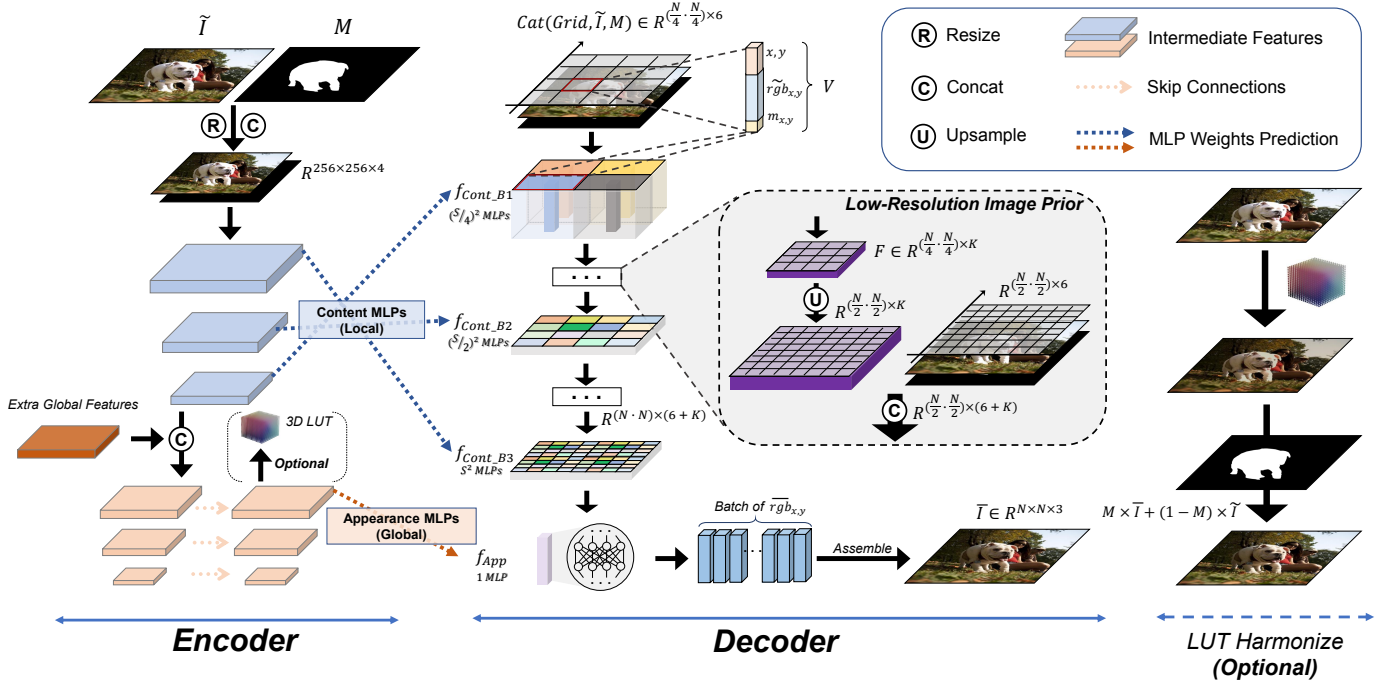 Ĩ
M
R
C
R^{256×256×4}
Extra Global Features
C
3D LUT
Optional
Content MLPs
(Local)
Appearance MLPs
(Global)
Encoder
Cat(Grid, Ĩ, M) ∈ R^{(N/4 · N/4)×6}
x, y
r͠gb_{x,y}
m_{x,y}
V
f_{Cont_B1}
(S/4)² MLPs
. . .
f_{Cont_B2}
(S/2)² MLPs
. . .
R^{(N · N)×(6 + K)}
f_{Cont_B3}
S² MLPs
f_{App}
1 MLP
Batch of \overline{rgb}_{x,y}
...
Assemble
Ī ∈ R^{N×N×3}
Decoder
Low-Resolution Image Prior
F ∈ R^{(N/4 · N/4)×K}
U
R^{(N/2 · N/2)×K}
R^{(N/2 · N/2)×6}
C
R^{(N/2 · N/2)×(6 + K)}
R Resize
C Concat
U Upsample
Intermediate Features
Skip Connections
MLP Weights Prediction
M × Ī + (1 − M) × Ĩ
LUT Harmonize
(Optional)